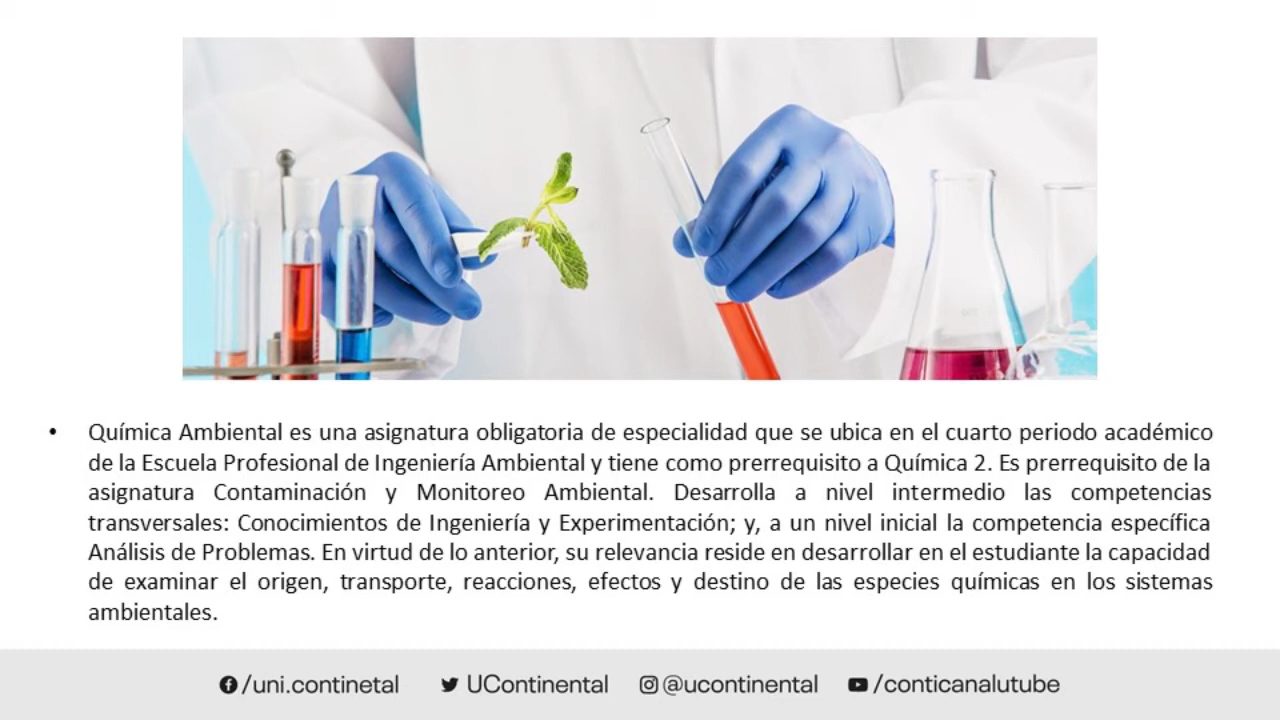 • Química Ambiental es una asignatura obligatoria de especialidad que se ubica en el cuarto periodo académico
de la Escuela Profesional de Ingeniería Ambiental y tiene como prerrequisito a Química 2. Es prerrequisito de la
asignatura Contaminación y Monitoreo Ambiental. Desarrolla a nivel intermedio las competencias
transversales: Conocimientos de Ingeniería y Experimentación; y, a un nivel inicial la competencia específica
Análisis de Problemas. En virtud de lo anterior, su relevancia reside en desarrollar en el estudiante la capacidad
de examinar el origen, transporte, reacciones, efectos y destino de las especies químicas en los sistemas
ambientales.
/uni.continetal UContinental @ucontinental /conticanalutube